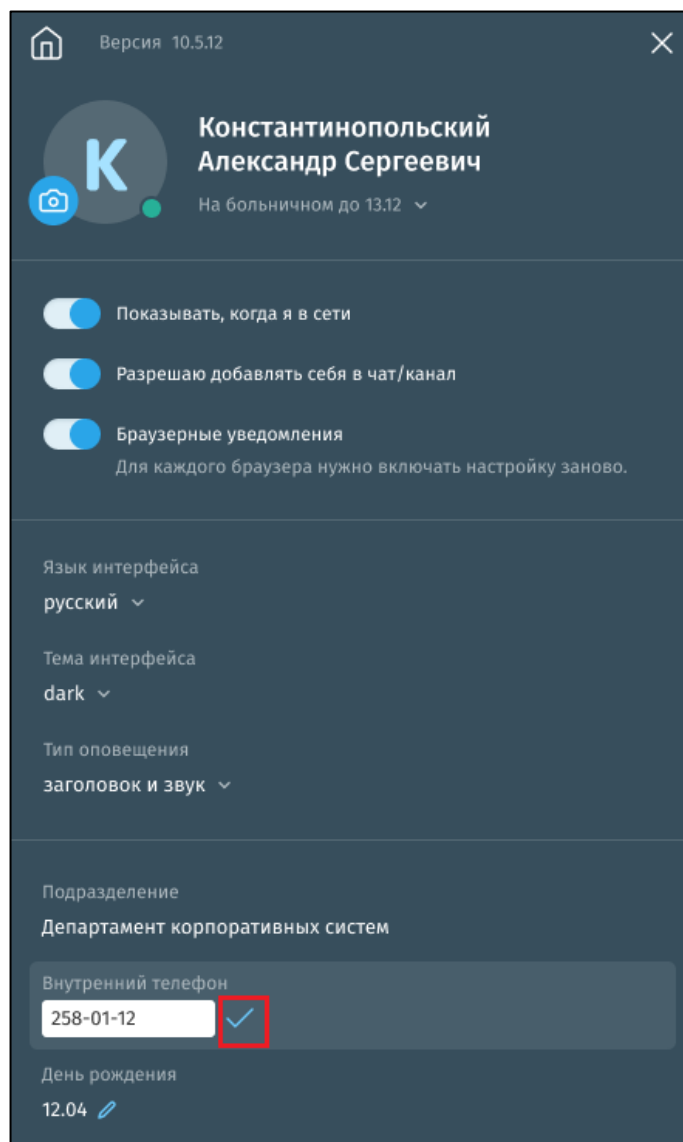 Версия 10.5.12
К
Константинопольский
Александр Сергеевич
На больничном до 13.12
Показывать, когда я в сети
Разрешаю добавлять себя в чат/канал
Браузерные уведомления
Для каждого браузера нужно включать настройку заново.
Язык интерфейса
русский
Тема интерфейса
dark
Тип оповещения
заголовок и звук
Подразделение
Департамент корпоративных систем
Внутренний телефон
258-01-12
День рождения
12.04